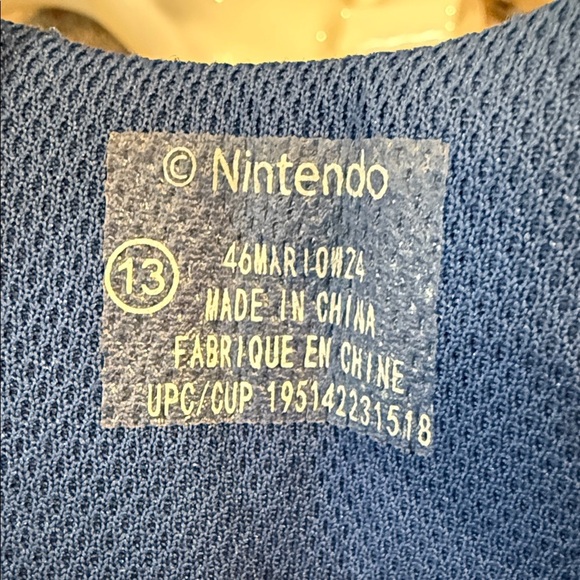 © Nintendo
13
46MARIOW24
MADE IN CHINA
FABRIQUE EN CHINE
UPC/CUP 195142231518